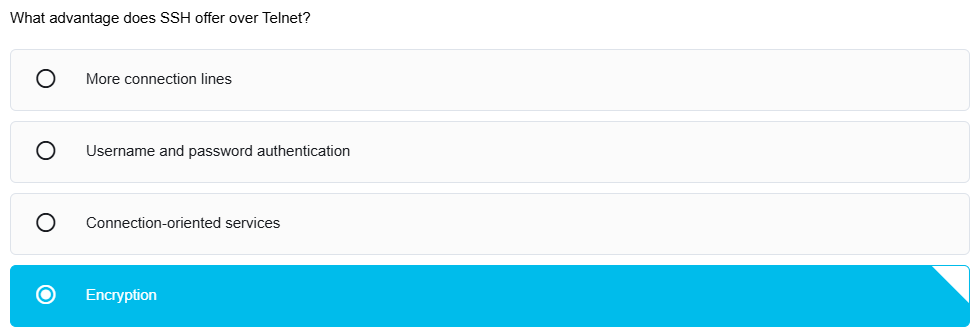 What advantage does SSH offer over Telnet?
More connection lines
Username and password authentication
Connection-oriented services
Encryption